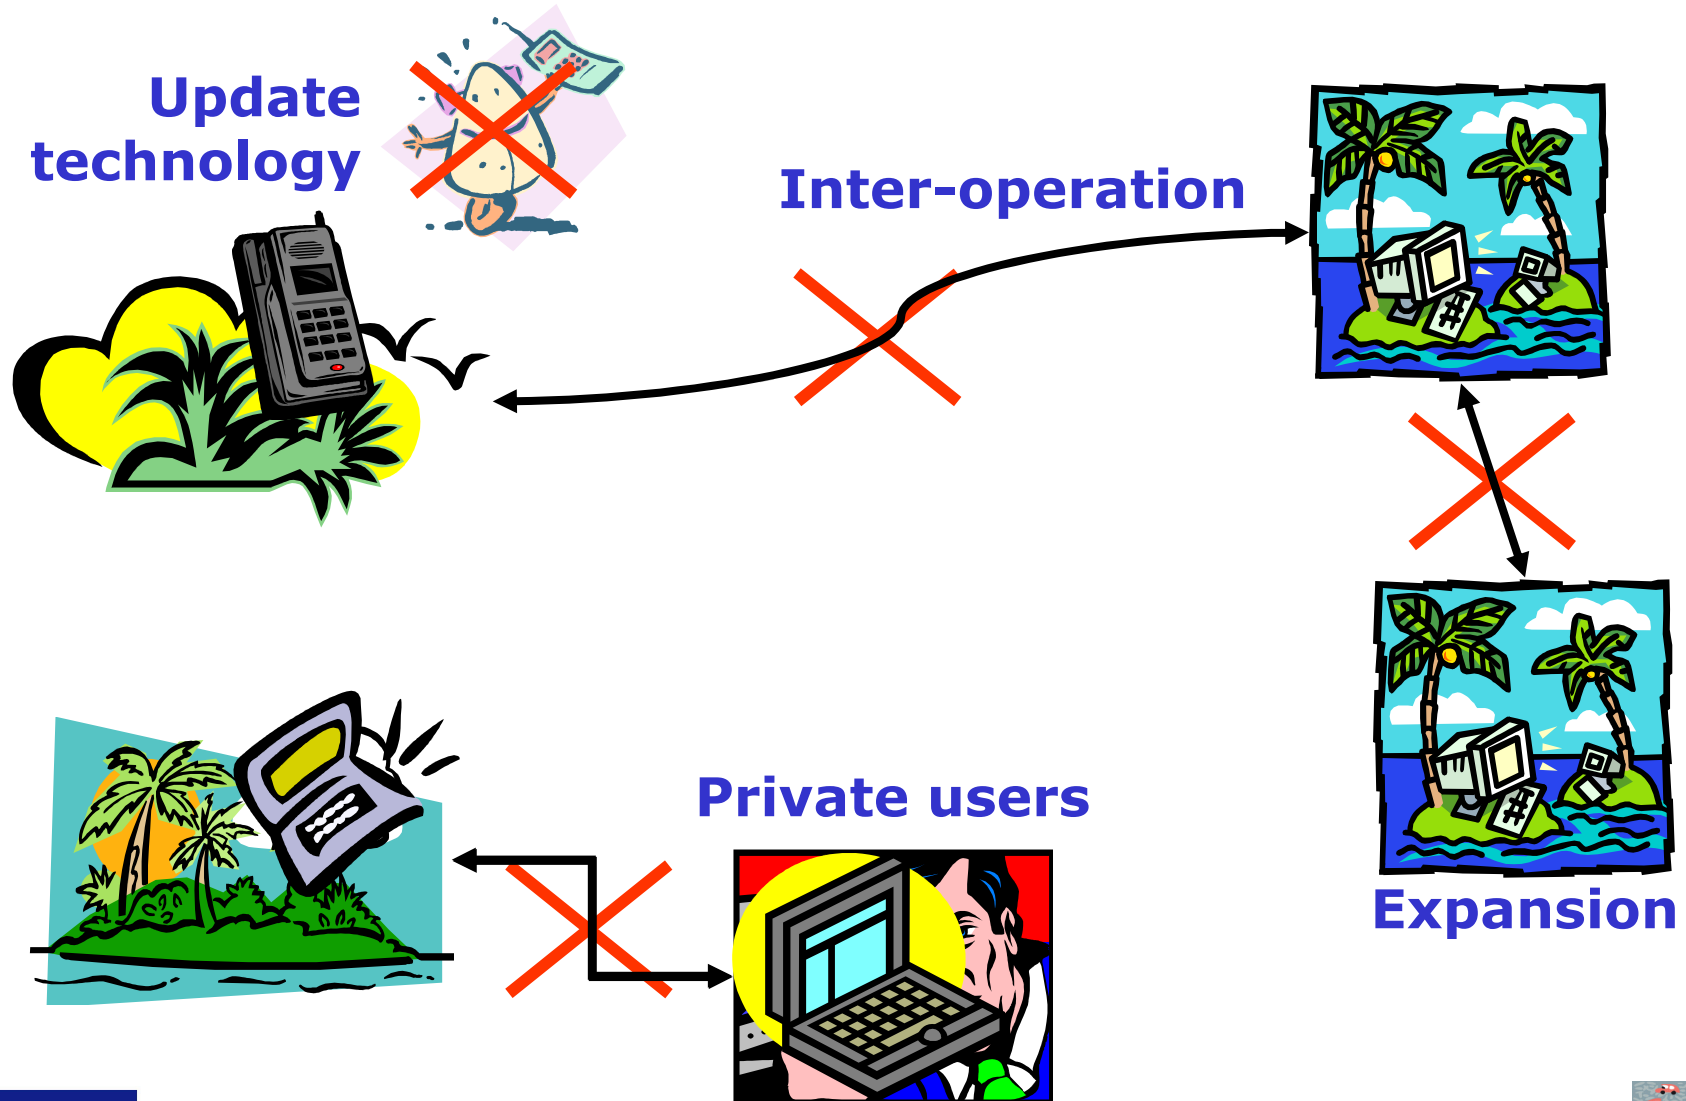 Update
technology
Inter-operation
Private users
Expansion